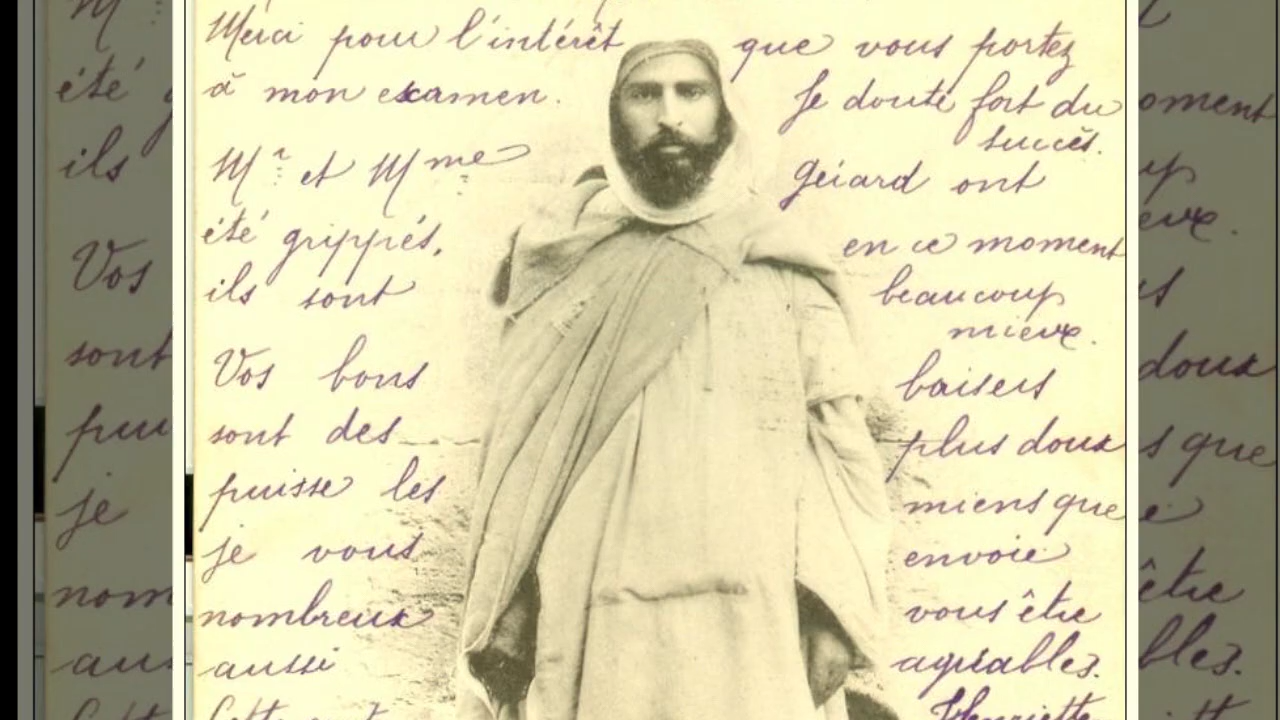 Merci pour l'intérêt que vous portez
à mon examen. Je doute fort du
succès.
Mr et Mme Gérard ont
été grippés, en ce moment
ils sont beaucoup
mieux.
Vos bons baisers
sont des plus doux
puisse les miens que
je vous envoie
nombreux vous être
aussi agréables.
Henriette